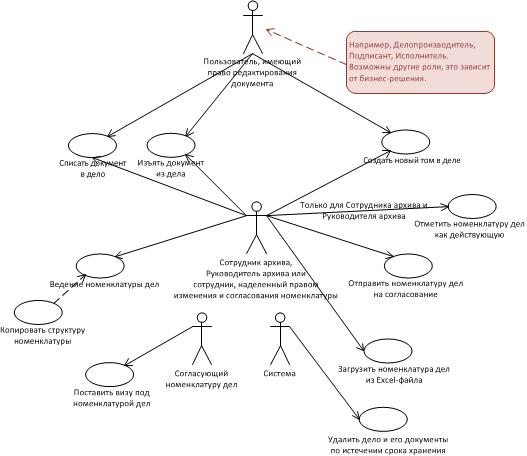 Например, Делопроизводитель,
Подписант, Исполнитель.
Возможны другие роли, это зависит
от бизнес-решения.
Пользователь, имеющий
право редактирования
документа
Списать документ
в дело
Изъять документ
из дела
Создать новый том в деле
Только для Сотрудника архива и
Руководителя архива
Отметить номенклатуру дел
как действующую
Сотрудник архива,
Руководитель архива или
сотрудник, наделенный правом
изменения и согласования номенклатуры
Ведение номенклатуры дел
Отправить номенклатуру дел
на согласование
Копировать структуру
номенклатуры
Согласующий
номенклатуру дел
Система
Загрузить номенклатура дел
из Excel-файла
Поставить визу под
номенклатурой дел
Удалить дело и его документы
по истечении срока хранения